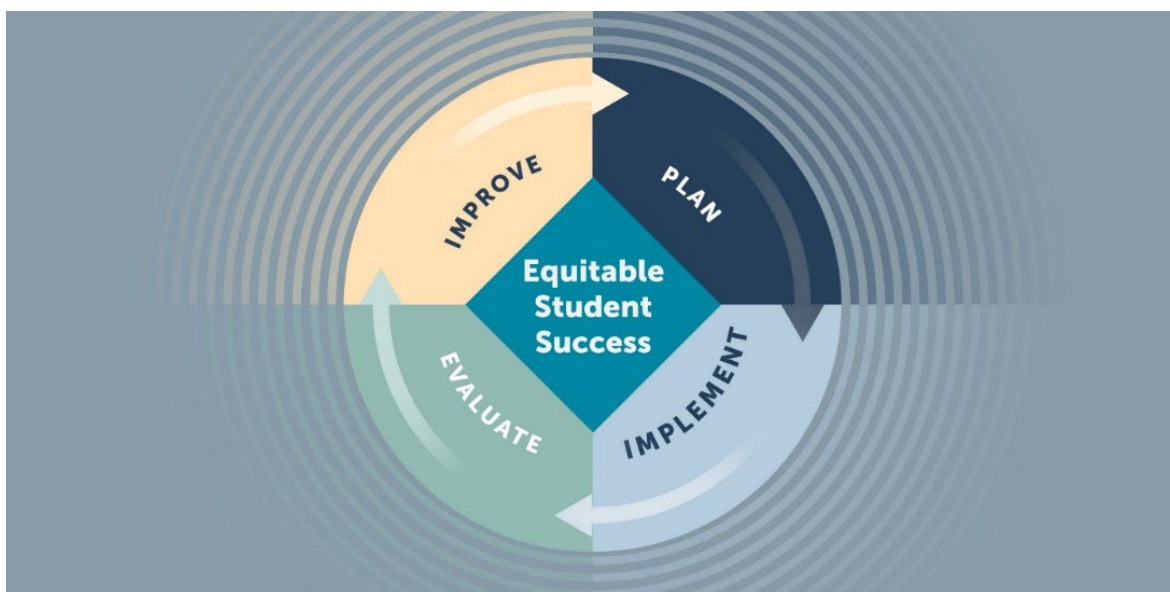 IMPROVE
PLAN
Equitable
Student
Success
EVALUATE
IMPLEMENT